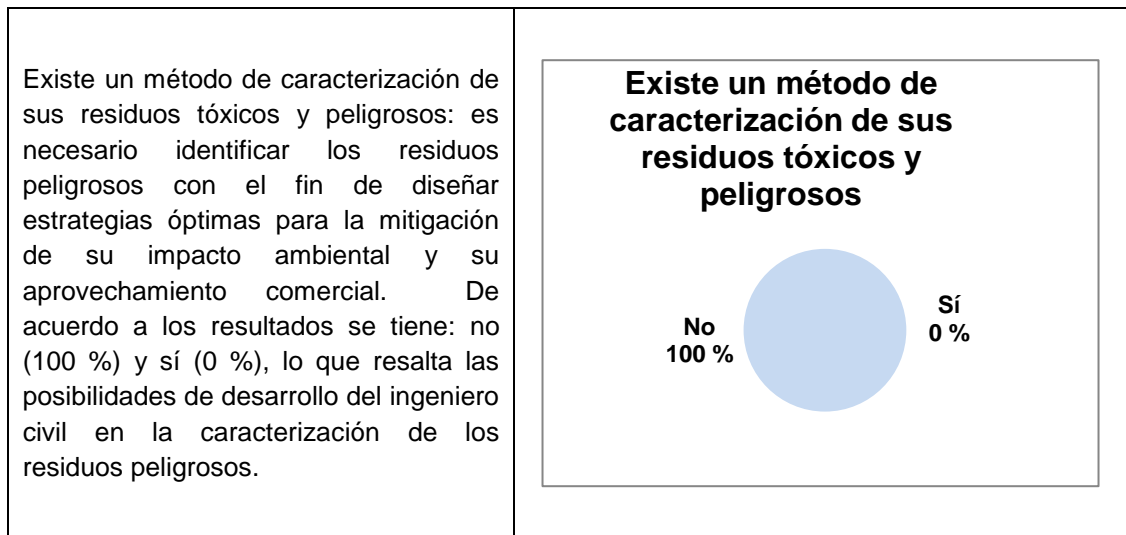 Existe un método de caracterización de
sus residuos tóxicos y peligrosos: es
necesario identificar los residuos
peligrosos con el fin de diseñar
estrategias óptimas para la mitigación
de su impacto ambiental y su
aprovechamiento comercial. De
acuerdo a los resultados se tiene: no
(100 %) y sí (0 %), lo que resalta las
posibilidades de desarrollo del ingeniero
civil en la caracterización de los
residuos peligrosos.
Existe un método de
caracterización de sus
residuos tóxicos y
peligrosos
No
100 %
Sí
0 %